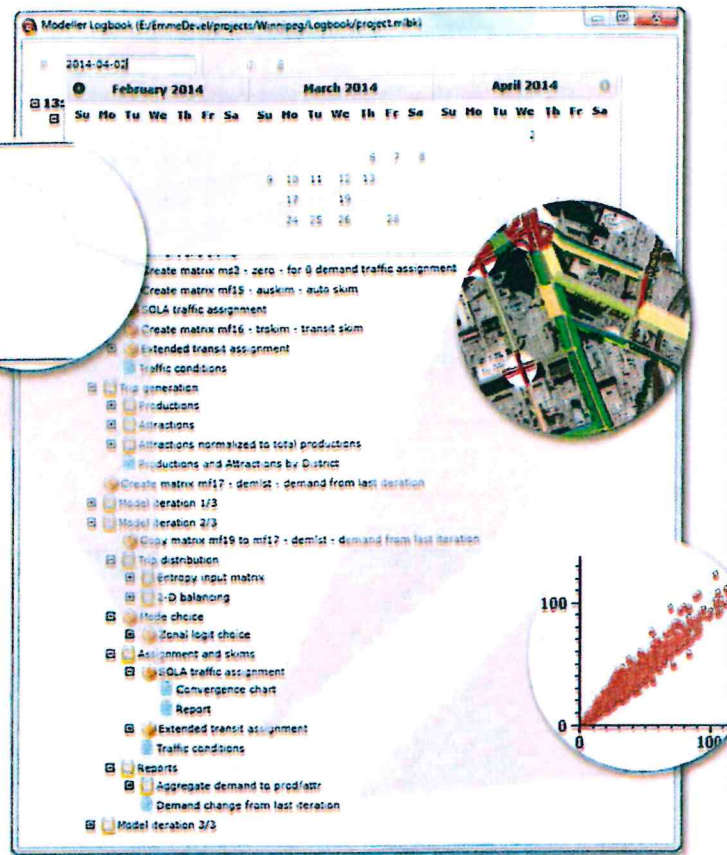 Modeller Logbook (E:/EmmeDevel/projects/Winnipeg/Logbook/project.mlbk)
2014-04-02
February 2014 March 2014 April 2014
13:
Su Mo Tu We Th Fr Sa Su Mo Tu We Th Fr Sa Su Mo Tu We Th Fr Sa
2
6 7 8
9 10 11 12 13
17 19
24 25 26 28
Create matrix ms2 - zero - for 0 demand traffic assignment
Create matrix mf15 - auskim - auto skim
SOLA traffic assignment
Create matrix mf16 - trskim - transit skim
Extended transit assignment
Traffic conditions
Trip generation
Productions
Attractions
Attractions normalized to total productions
Productions and Attractions by District
Create matrix mf17 - demlst - demand from last iteration
Model iteration 1/3
Model iteration 2/3
Copy matrix mf19 to mf17 - demlst - demand from last iteration
Trip distribution
Entropy input matrix
2-D balancing
Mode choice
Zonal logit choice
Assignment and skims
SOLA traffic assignment
Convergence chart
Report
Extended transit assignment
Traffic conditions
Reports
Aggregate demand to prod/attr
Demand change from last iteration
Model iteration 3/3
100
0
0 100